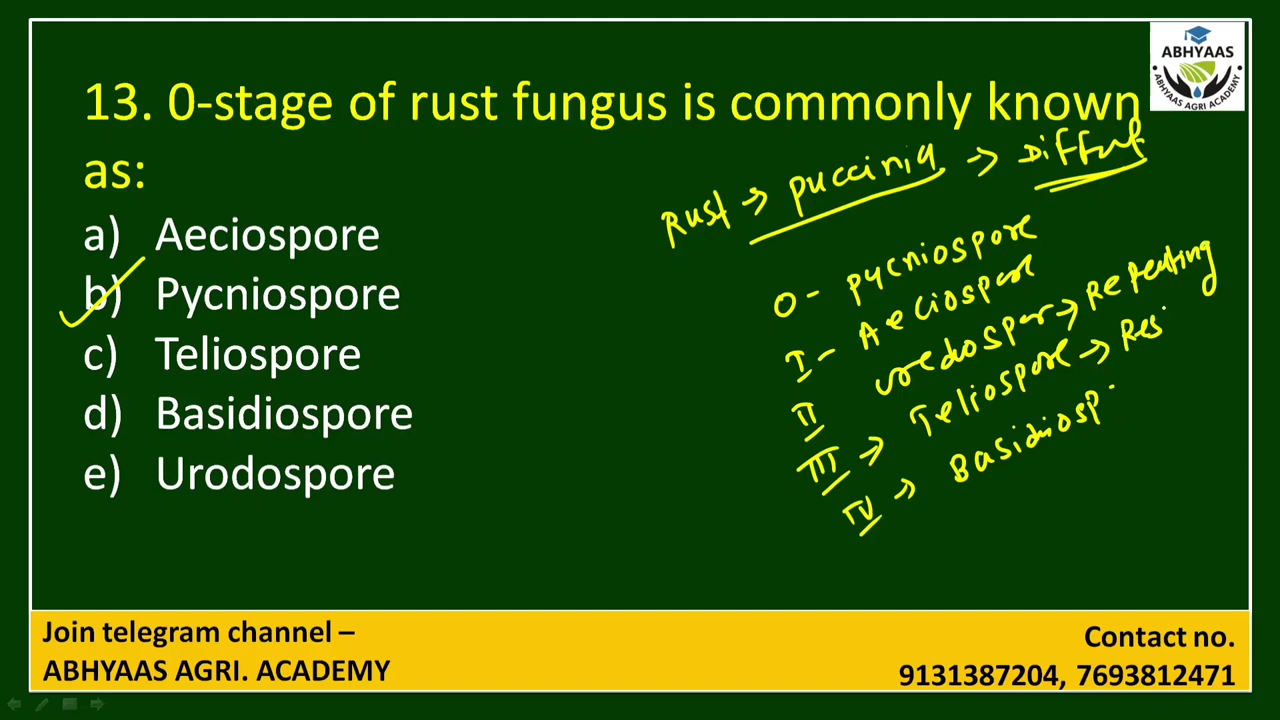 ABHYAAS
ABHYAAS AGRI ACADEMY
13. 0-stage of rust fungus is commonly known
as:
a) Aeciospore
b) Pycniospore
c) Teliospore
d) Basidiospore
e) Urodospore
Rust → puccinia →
0 - pycniospore
I - Aeciospore
II uredospor → Repeating
III → Teliospore → Res
IV → Basidiosp
Join telegram channel –
ABHYAAS AGRI. ACADEMY
Contact no.
9131387204, 7693812471